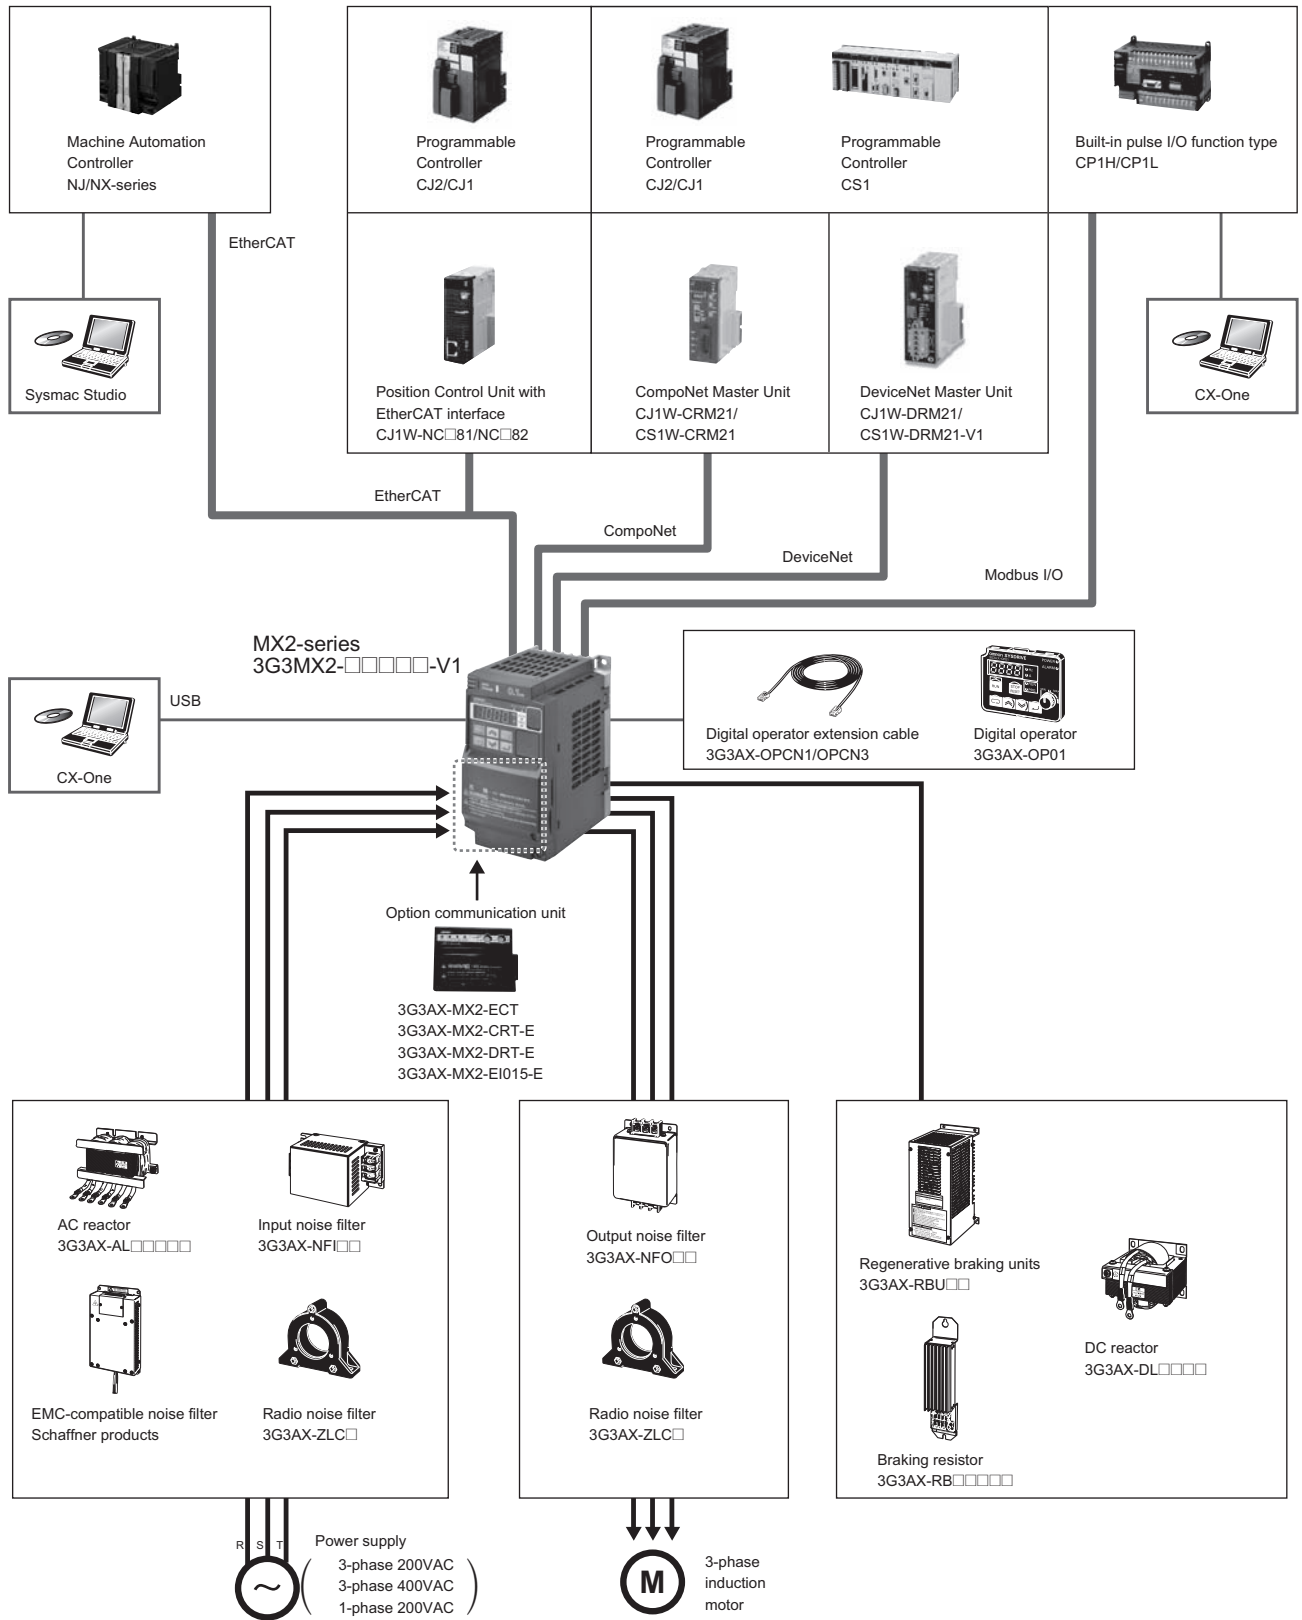 Machine Automation
Controller
NJ/NX-series
Programmable
Controller
CJ2/CJ1
Programmable
Controller
CJ2/CJ1
Programmable
Controller
CS1
Built-in pulse I/O function type
CP1H/CP1L
EtherCAT
Sysmac Studio
Position Control Unit with
EtherCAT interface
CJ1W-NC□81/NC□82
CompoNet Master Unit
CJ1W-CRM21/
CS1W-CRM21
DeviceNet Master Unit
CJ1W-DRM21/
CS1W-DRM21-V1
CX-One
EtherCAT
CompoNet
DeviceNet
Modbus I/O
MX2-series
3G3MX2-□□□□□-V1
USB
CX-One
Digital operator extension cable
3G3AX-OPCN1/OPCN3
Digital operator
3G3AX-OP01
Option communication unit
3G3AX-MX2-ECT
3G3AX-MX2-CRT-E
3G3AX-MX2-DRT-E
3G3AX-MX2-EI015-E
AC reactor
3G3AX-AL□□□□□
Input noise filter
3G3AX-NFI□□
EMC-compatible noise filter
Schaffner products
Radio noise filter
3G3AX-ZLC□
Output noise filter
3G3AX-NFO□□
Radio noise filter
3G3AX-ZLC□
Regenerative braking units
3G3AX-RBU□□
DC reactor
3G3AX-DL□□□□
Braking resistor
3G3AX-RB□□□□□
R S T
Power supply
3-phase 200VAC
3-phase 400VAC
1-phase 200VAC
M
3-phase
induction
motor